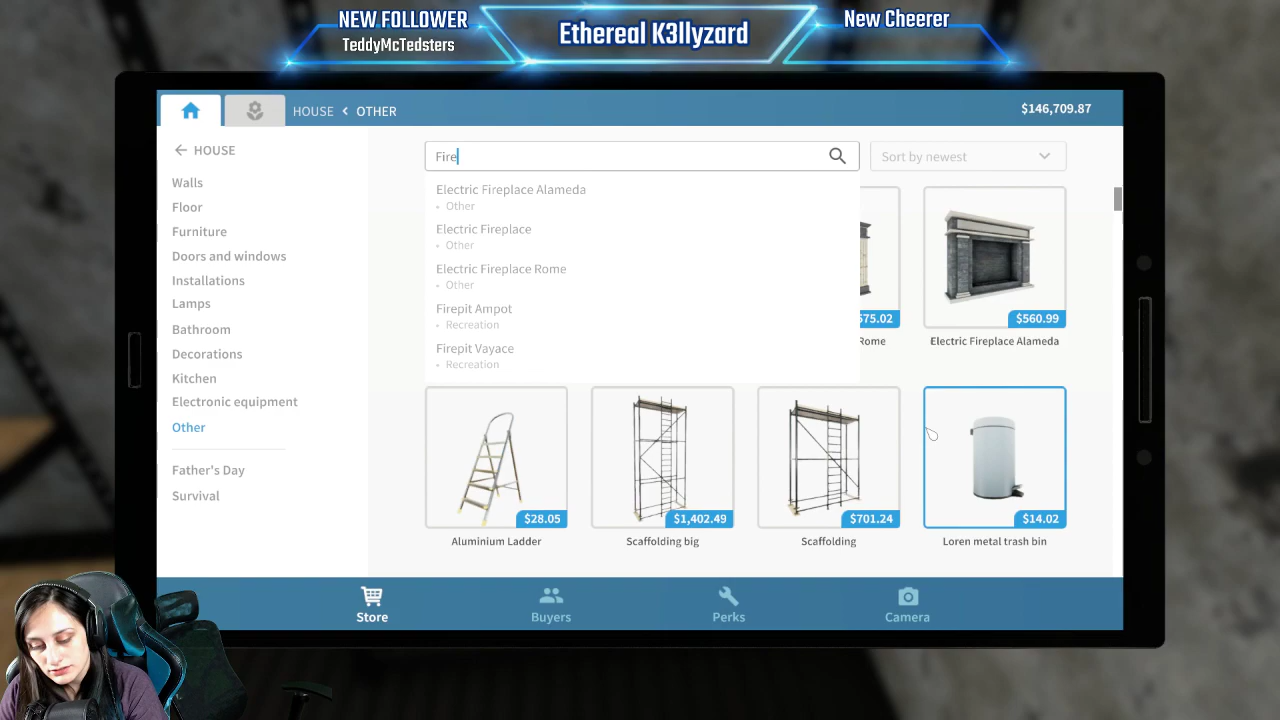 NEW FOLLOWER
TeddyMcTedsters
Ethereal K3llyzard
New Cheerer
HOUSE < OTHER
$146,709.87
HOUSE
Walls
Floor
Furniture
Doors and windows
Installations
Lamps
Bathroom
Decorations
Kitchen
Electronic equipment
Other
Father's Day
Survival
Fire
Sort by newest
Electric Fireplace Alameda
• Other
Electric Fireplace
• Other
Electric Fireplace Rome
• Other
Firepit Ampot
• Recreation
Firepit Vayace
• Recreation
75.02
Rome
$560.99
Electric Fireplace Alameda
$28.05
Aluminium Ladder
$1,402.49
Scaffolding big
$701.24
Scaffolding
$14.02
Loren metal trash bin
Store
Buyers
Perks
Camera